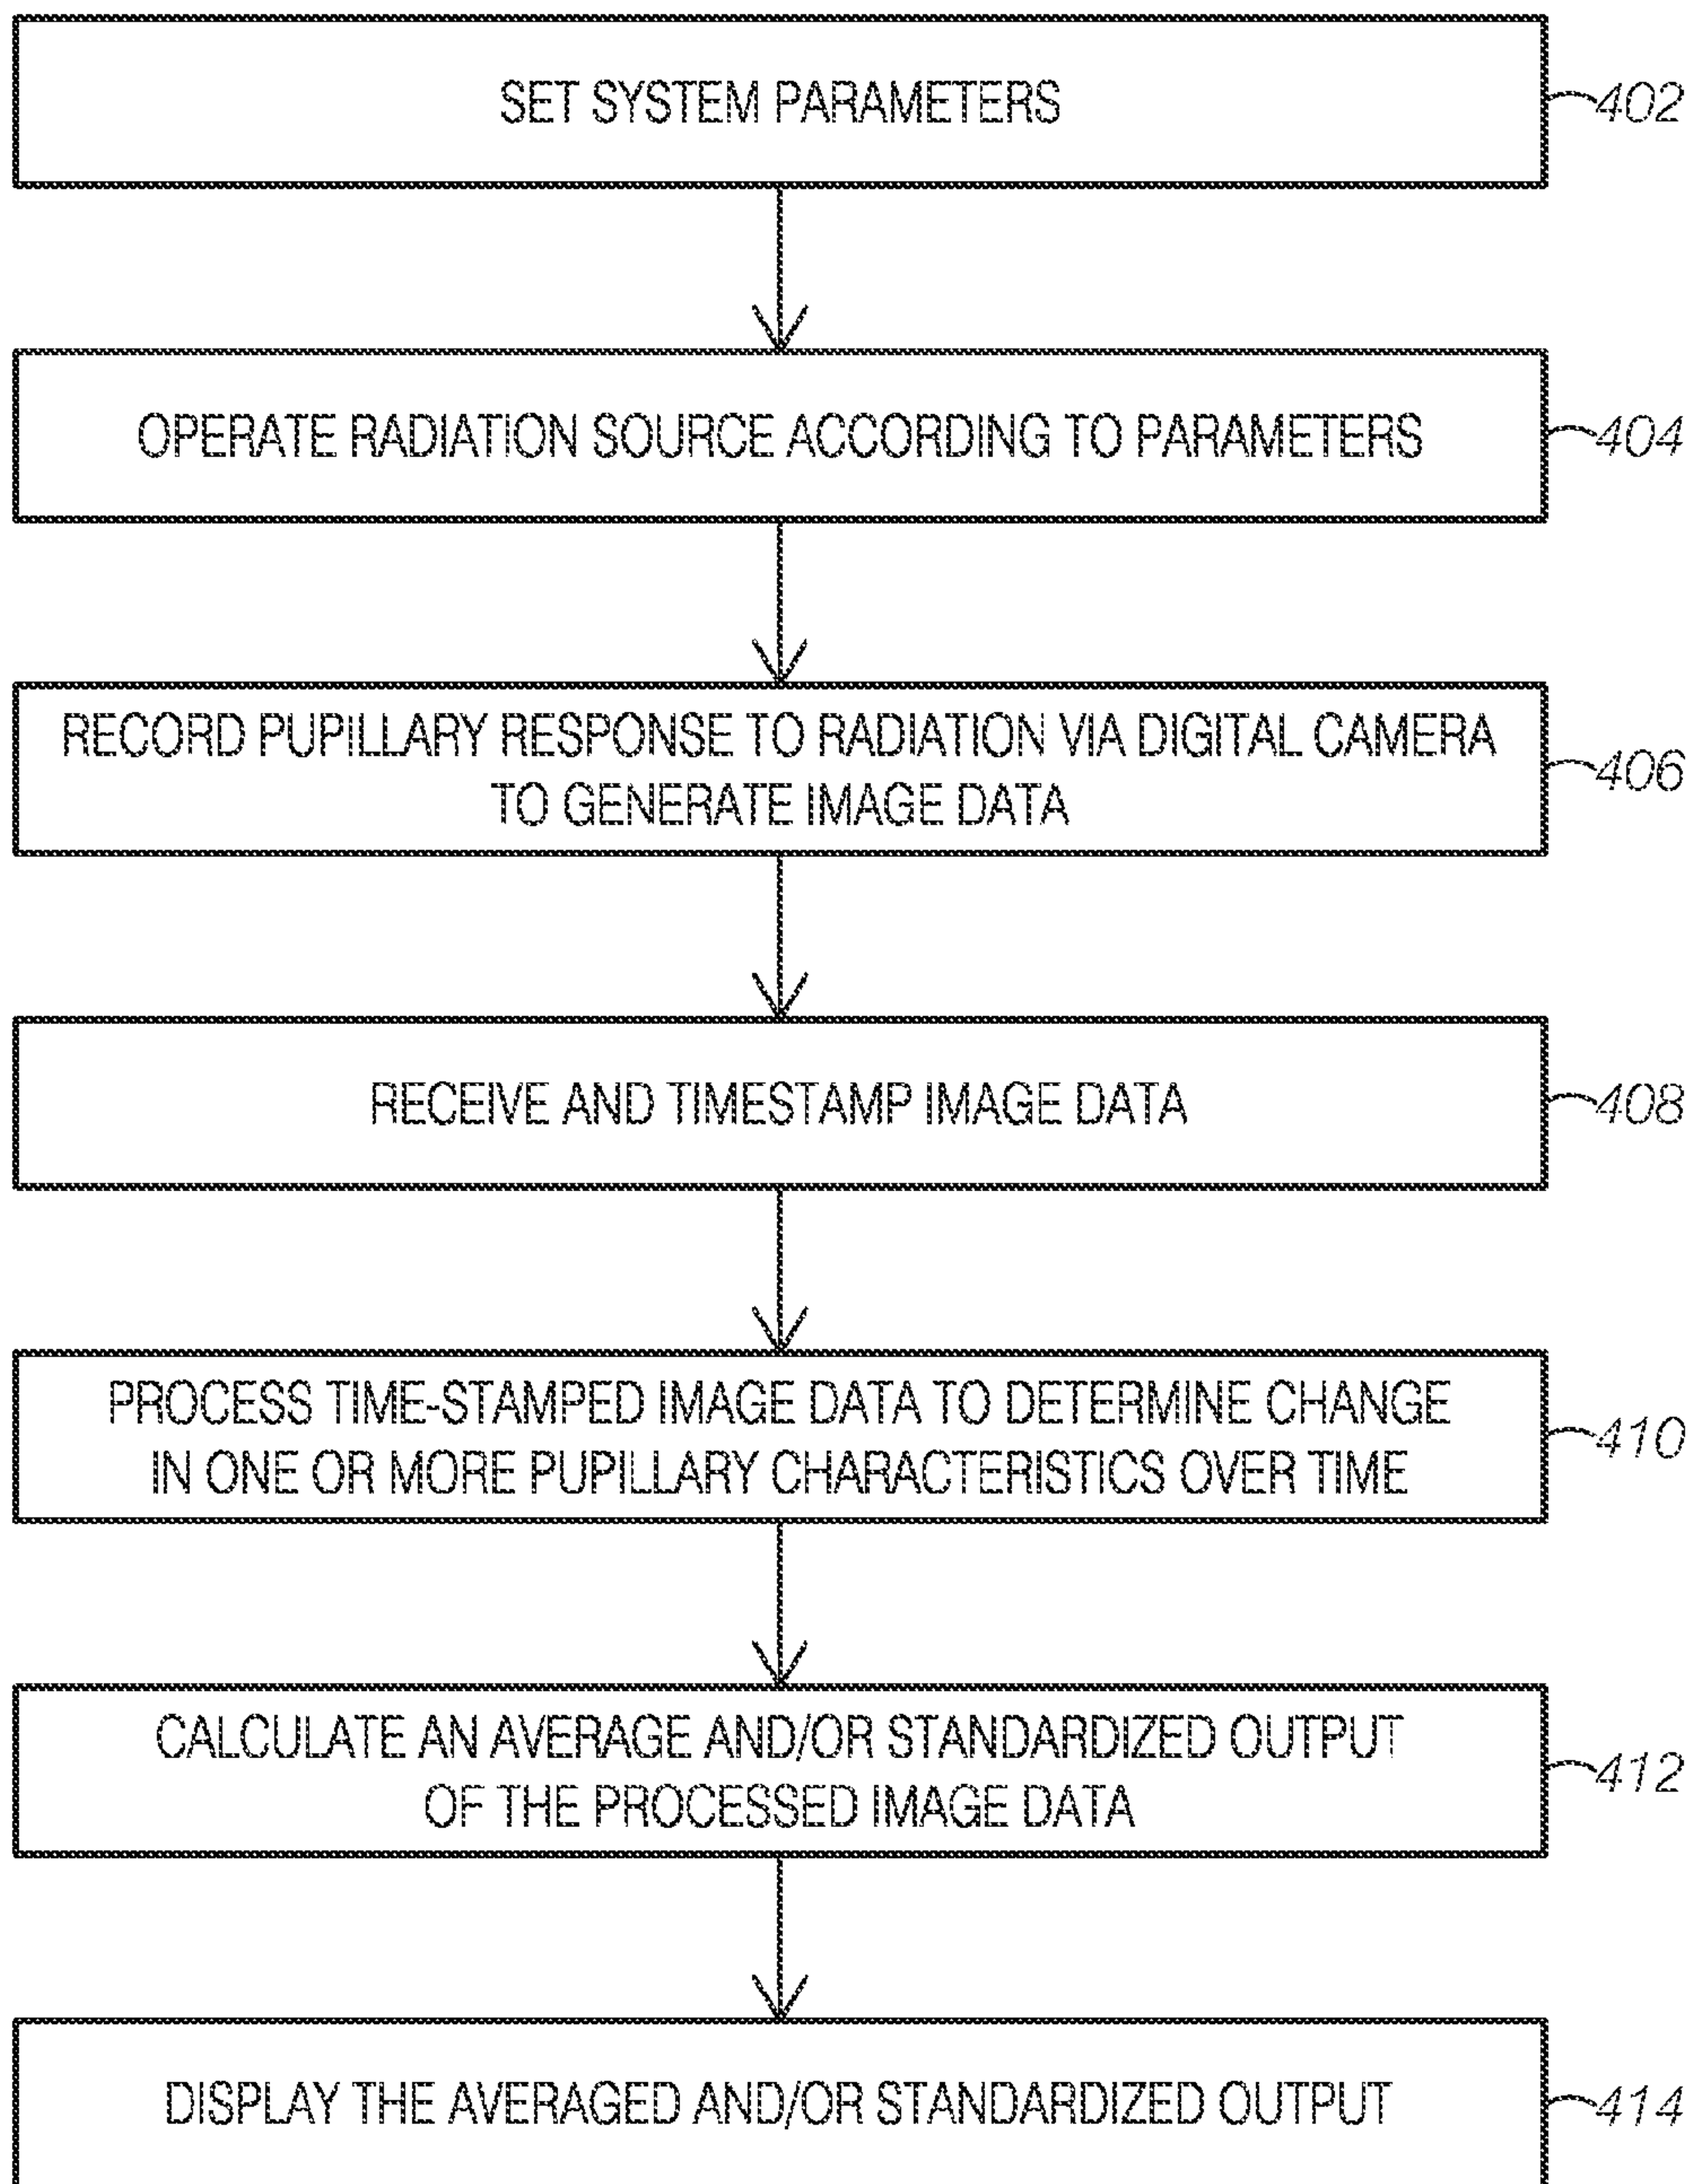 SET SYSTEM PARAMETERS
402
OPERATE RADIATION SOURCE ACCORDING TO PARAMETERS
404
RECORD PUPILLARY RESPONSE TO RADIATION VIA DIGITAL CAMERA
TO GENERATE IMAGE DATA
406
RECEIVE AND TIMESTAMP IMAGE DATA
408
PROCESS TIME-STAMPED IMAGE DATA TO DETERMINE CHANGE
IN ONE OR MORE PUPILLARY CHARACTERISTICS OVER TIME
410
CALCULATE AN AVERAGE AND/OR STANDARDIZED OUTPUT
OF THE PROCESSED IMAGE DATA
412
DISPLAY THE AVERAGED AND/OR STANDARDIZED OUTPUT
414